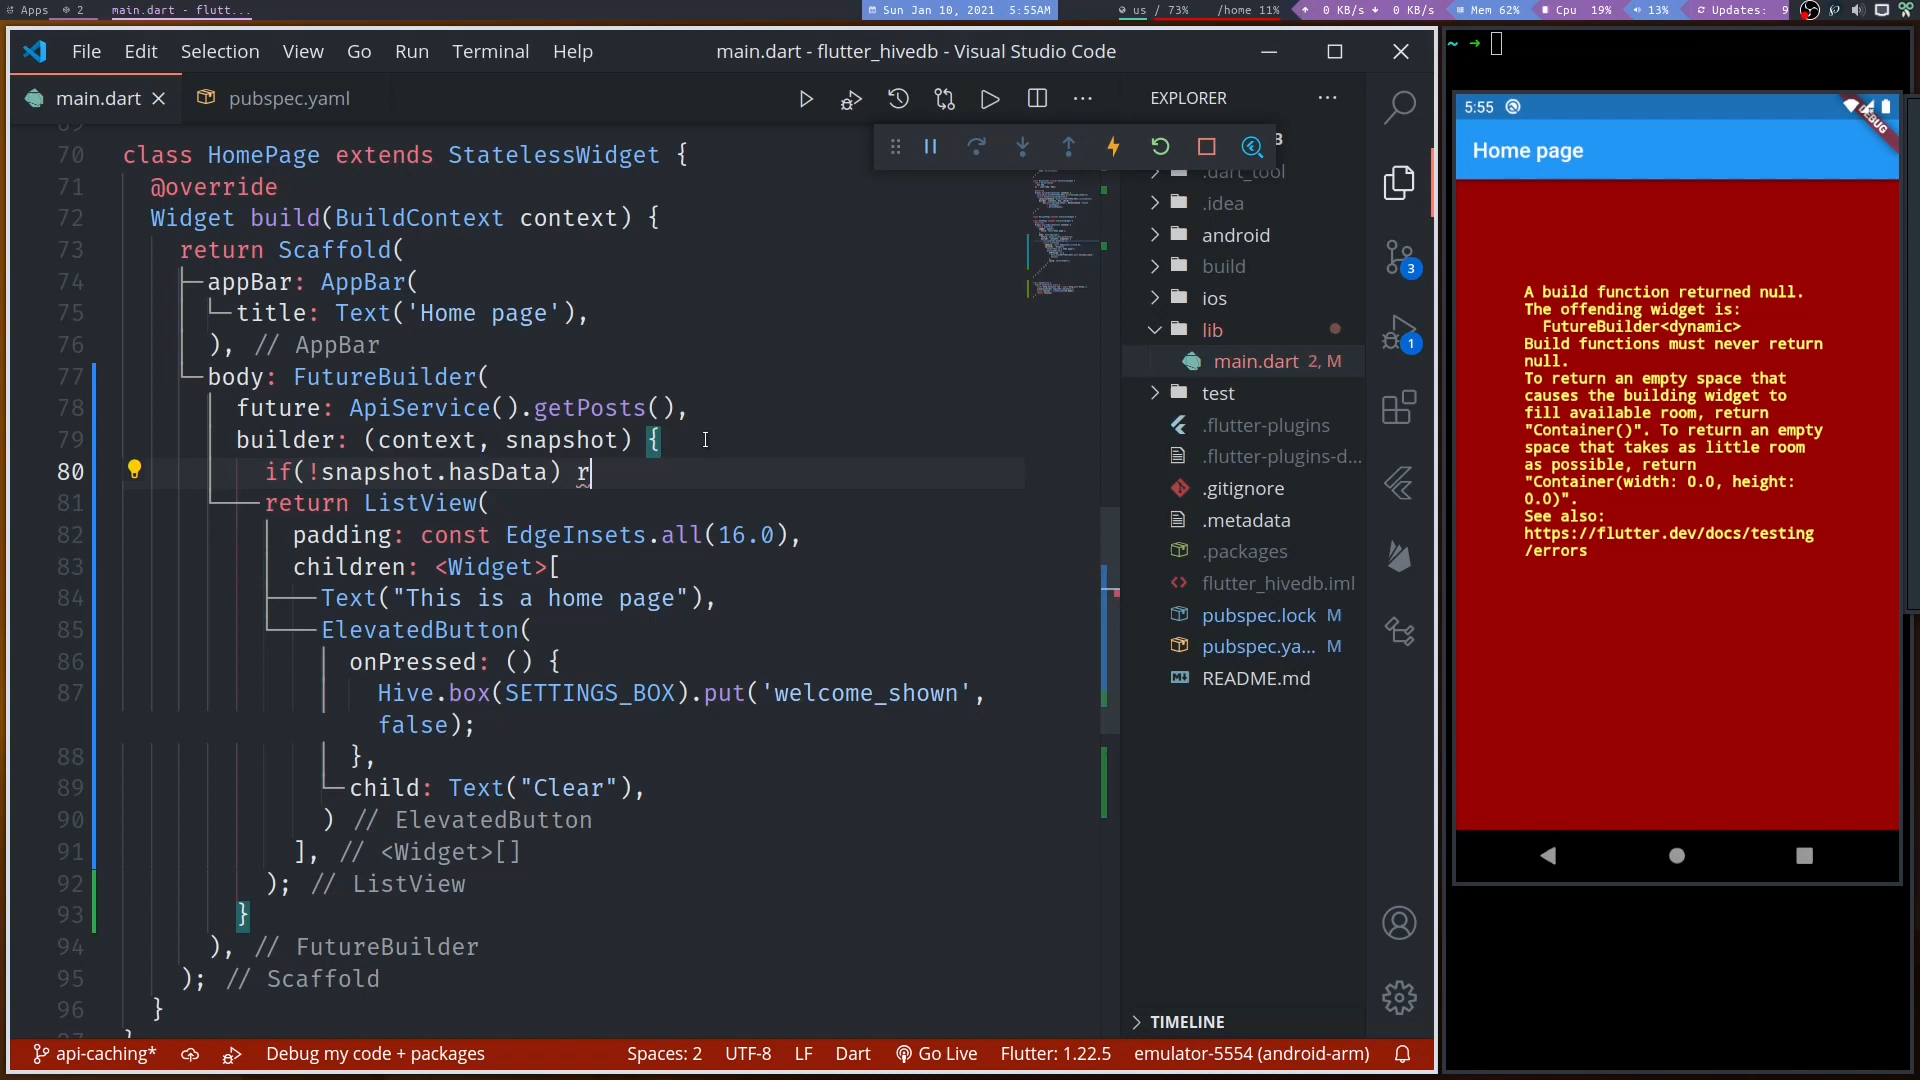 Apps 2 main.dart - flutt... Sun Jan 10, 2021 5:55AM us / 73% /home 11% 0 KB/s 0 KB/s Mem 62% Cpu 19% 13% Updates: 9
File Edit Selection View Go Run Terminal Help main.dart - flutter_hivedb - Visual Studio Code
main.dart pubspec.yaml
70 class HomePage extends StatelessWidget {
71 @override
72 Widget build(BuildContext context) {
73 return Scaffold(
74 appBar: AppBar(
75 title: Text('Home page'),
76 ), // AppBar
77 body: FutureBuilder(
78 future: ApiService().getPosts(),
79 builder: (context, snapshot) {
80 if(!snapshot.hasData) r
81 return ListView(
82 padding: const EdgeInsets.all(16.0),
83 children: <Widget>[
84 Text("This is a home page"),
85 ElevatedButton(
86 onPressed: () {
87 Hive.box(SETTINGS_BOX).put('welcome_shown',
false);
88 },
89 child: Text("Clear"),
90 ) // ElevatedButton
91 ], // <Widget>[]
92 ); // ListView
93 }
94 ), // FutureBuilder
95 ); // Scaffold
96 }
EXPLORER
.dart_tool
.idea
android
build
ios
lib
main.dart 2, M
test
.flutter-plugins
.flutter-plugins-d...
.gitignore
.metadata
.packages
flutter_hivedb.iml
pubspec.lock M
pubspec.ya... M
README.md
TIMELINE
3
1
api-caching* Debug my code + packages Spaces: 2 UTF-8 LF Dart Go Live Flutter: 1.22.5 emulator-5554 (android-arm)
~
5:55
DEBUG
Home page
A build function returned null.
The offending widget is:
FutureBuilder<dynamic>
Build functions must never return
null.
To return an empty space that
causes the building widget to
fill available room, return
"Container()". To return an empty
space that takes as little room
as possible, return
"Container(width: 0.0, height:
0.0)".
See also:
https://flutter.dev/docs/testing
/errors